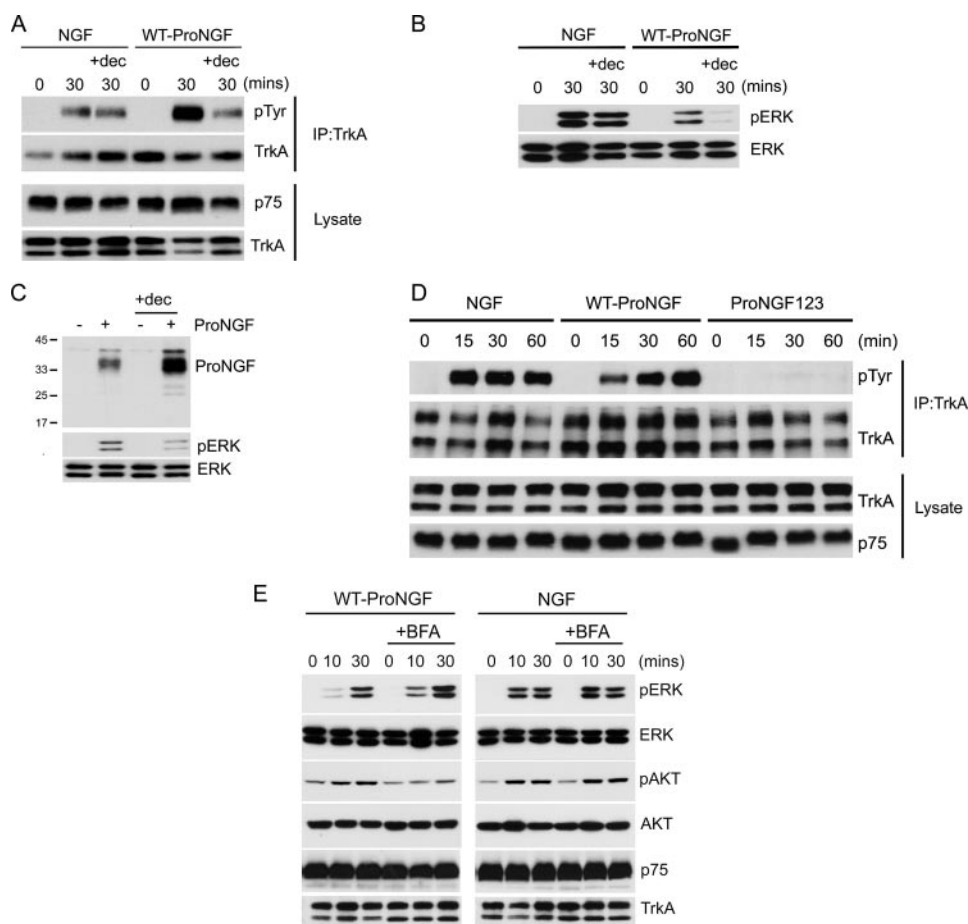 A
NGF WT-ProNGF
+dec +dec
0 30 30 0 30 30 (mins)
pTyr
TrkA
IP:TrkA
p75
TrkA
Lysate
B
NGF WT-ProNGF
+dec +dec
0 30 30 0 30 30 (mins)
pERK
ERK
C
+dec
- + - + ProNGF
45
33
25
17
ProNGF
pERK
ERK
D
NGF WT-ProNGF ProNGF123
0 15 30 60 0 15 30 60 0 15 30 60 (min)
pTyr
TrkA
IP:TrkA
TrkA
p75
Lysate
E
WT-ProNGF NGF
+BFA +BFA
0 10 30 0 10 30 0 10 30 0 10 30 (mins)
pERK
ERK
pAKT
AKT
p75
TrkA